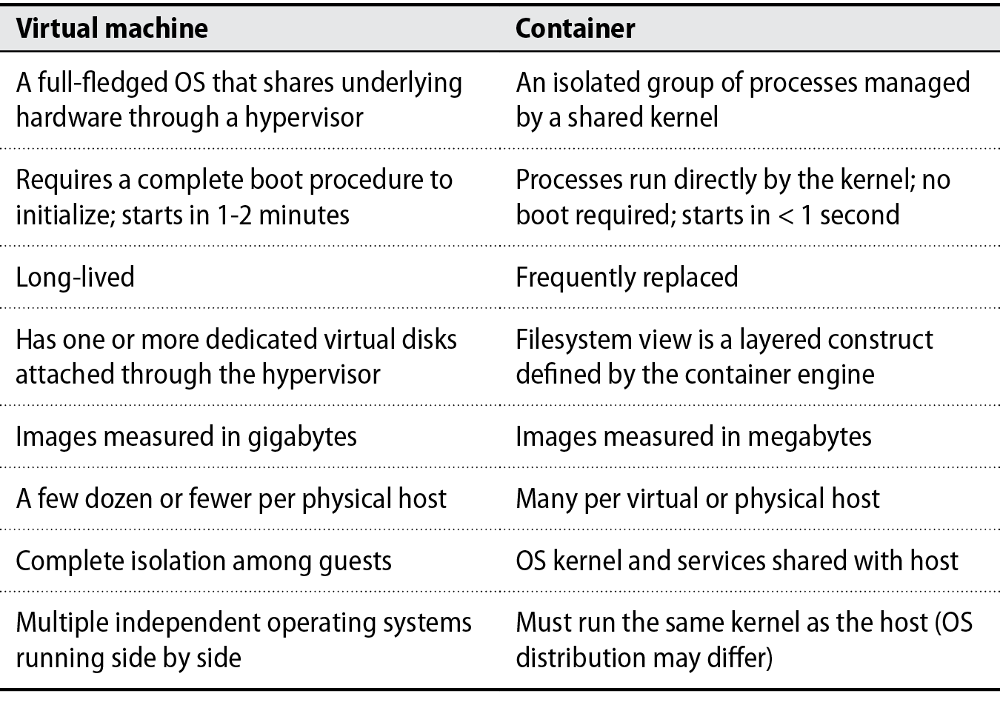 Virtual machine
Container
A full-fledged OS that shares underlying
hardware through a hypervisor
An isolated group of processes managed
by a shared kernel
Requires a complete boot procedure to
initialize; starts in 1-2 minutes
Processes run directly by the kernel; no
boot required; starts in < 1 second
Long-lived
Frequently replaced
Has one or more dedicated virtual disks
attached through the hypervisor
Filesystem view is a layered construct
defined by the container engine
Images measured in gigabytes
Images measured in megabytes
A few dozen or fewer per physical host
Many per virtual or physical host
Complete isolation among guests
OS kernel and services shared with host
Multiple independent operating systems
running side by side
Must run the same kernel as the host (OS
distribution may differ)